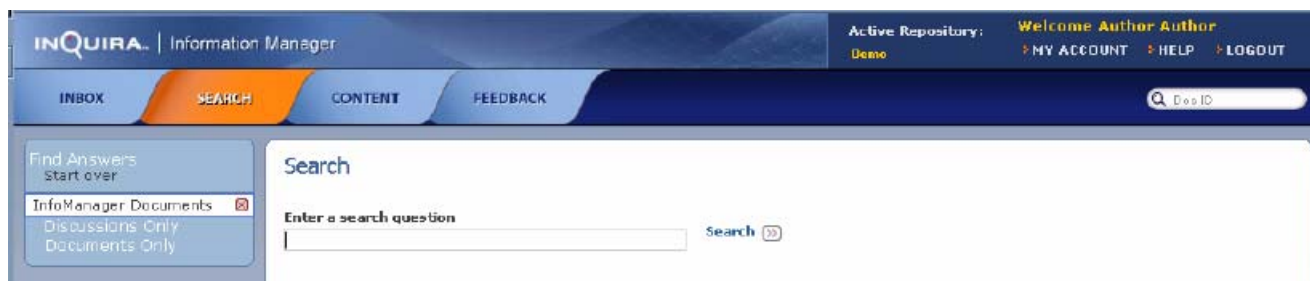 INQUIRA | Information Manager
Active Repository:
Demo
Welcome Author Author
MY ACCOUNT HELP LOGOUT
INBOX SEARCH CONTENT FEEDBACK
Doc ID
Find Answers
Start over
InfoManager Documents
Discussions Only
Documents Only
Search
Enter a search question
Search